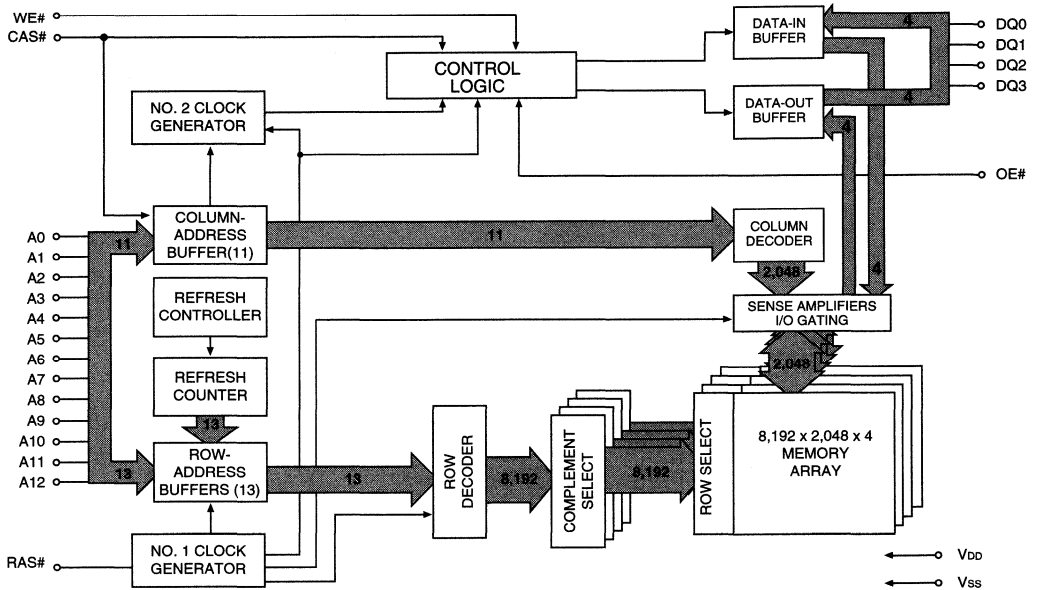 WE#
CAS#
CONTROL
LOGIC
DATA-IN
BUFFER
4
DQ0
DQ1
DQ2
DQ3
DATA-OUT
BUFFER
4
4
NO. 2 CLOCK
GENERATOR
OE#
A0
A1
A2
A3
A4
A5
A6
A7
A8
A9
A10
A11
A12
11
COLUMN-
ADDRESS
BUFFER(11)
11
COLUMN
DECODER
2,048
4
SENSE AMPLIFIERS
I/O GATING
2,048
REFRESH
CONTROLLER
REFRESH
COUNTER
13
13
ROW-
ADDRESS
BUFFERS (13)
13
ROW
DECODER
8,192
COMPLEMENT
SELECT
8,192
ROW SELECT
8,192 x 2,048 x 4
MEMORY
ARRAY
RAS#
NO. 1 CLOCK
GENERATOR
VDD
VSS